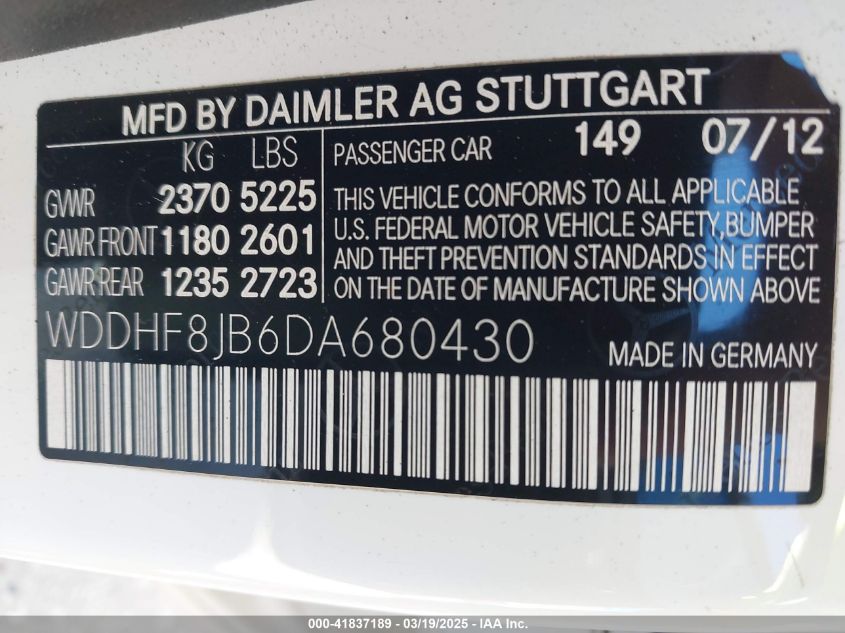 MFD BY DAIMLER AG STUTTGART
KG LBS
GVWR 2370 5225
GAWR FRONT 1180 2601
GAWR REAR 1235 2723
PASSENGER CAR 149 07/12
THIS VEHICLE CONFORMS TO ALL APPLICABLE
U.S. FEDERAL MOTOR VEHICLE SAFETY, BUMPER
AND THEFT PREVENTION STANDARDS IN EFFECT
ON THE DATE OF MANUFACTURE SHOWN ABOVE
WDDHF8JB6DA680430
MADE IN GERMANY
000-41837189 - 03/19/2025 - IAA Inc.